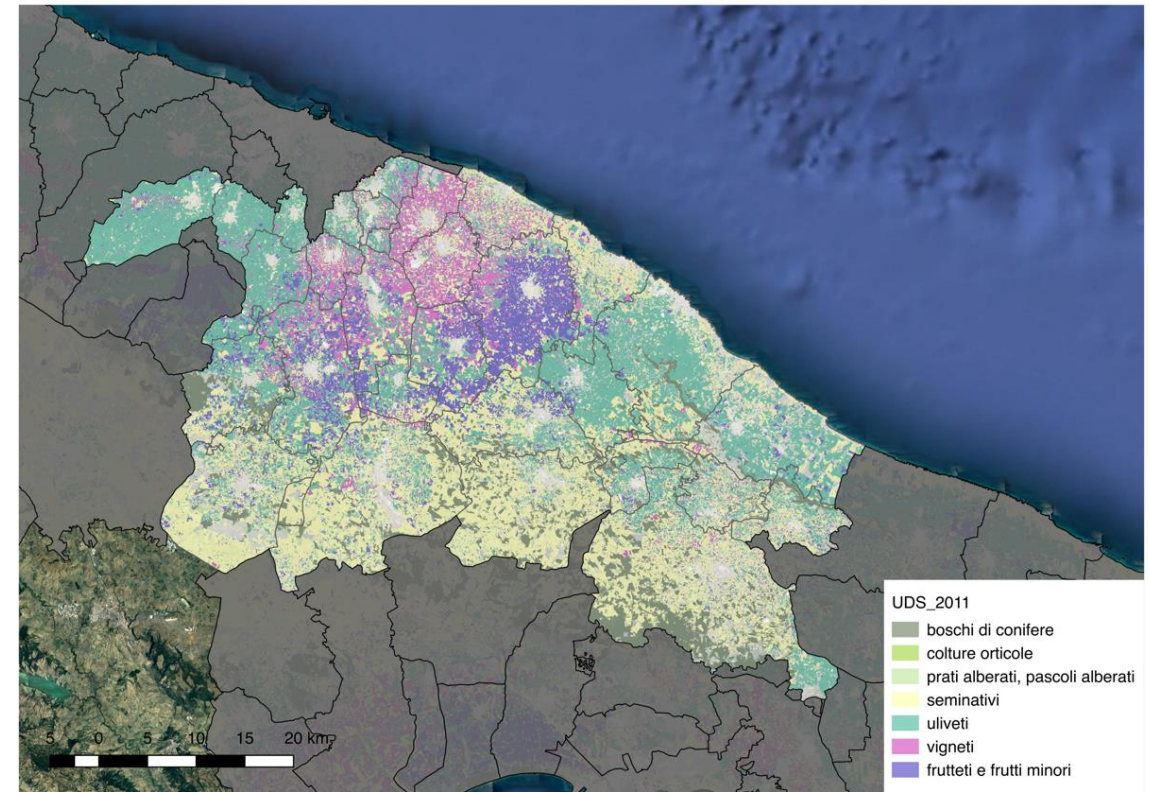 UDS_2011
boschi di conifere
colture orticole
prati alberati, pascoli alberati
seminativi
uliveti
vigneti
frutteti e frutti minori
5 0 5 10 15 20 km